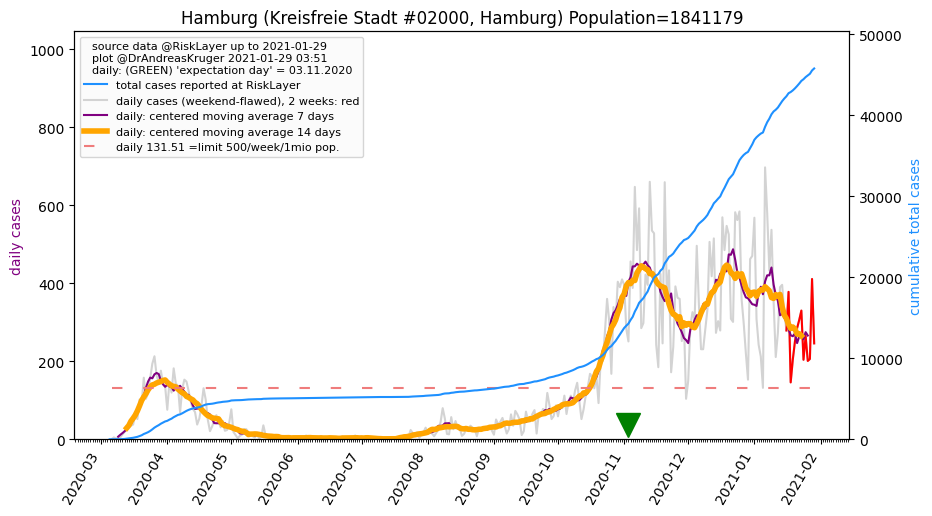 Hamburg (Kreisfreie Stadt #02000, Hamburg) Population=1841179
source data @RiskLayer up to 2021-01-29
plot @DrAndreasKruger 2021-01-29 03:51
daily: (GREEN) 'expectation day' = 03.11.2020
total cases reported at RiskLayer
daily cases (weekend-flawed), 2 weeks: red
daily: centered moving average 7 days
daily: centered moving average 14 days
daily 131.51 =limit 500/week/1mio pop.
daily cases
1000
800
600
400
200
0
50000
40000
30000
20000
10000
0
cumulative total cases
2020-03
2020-04
2020-05
2020-06
2020-07
2020-08
2020-09
2020-10
2020-11
2020-12
2021-01
2021-02